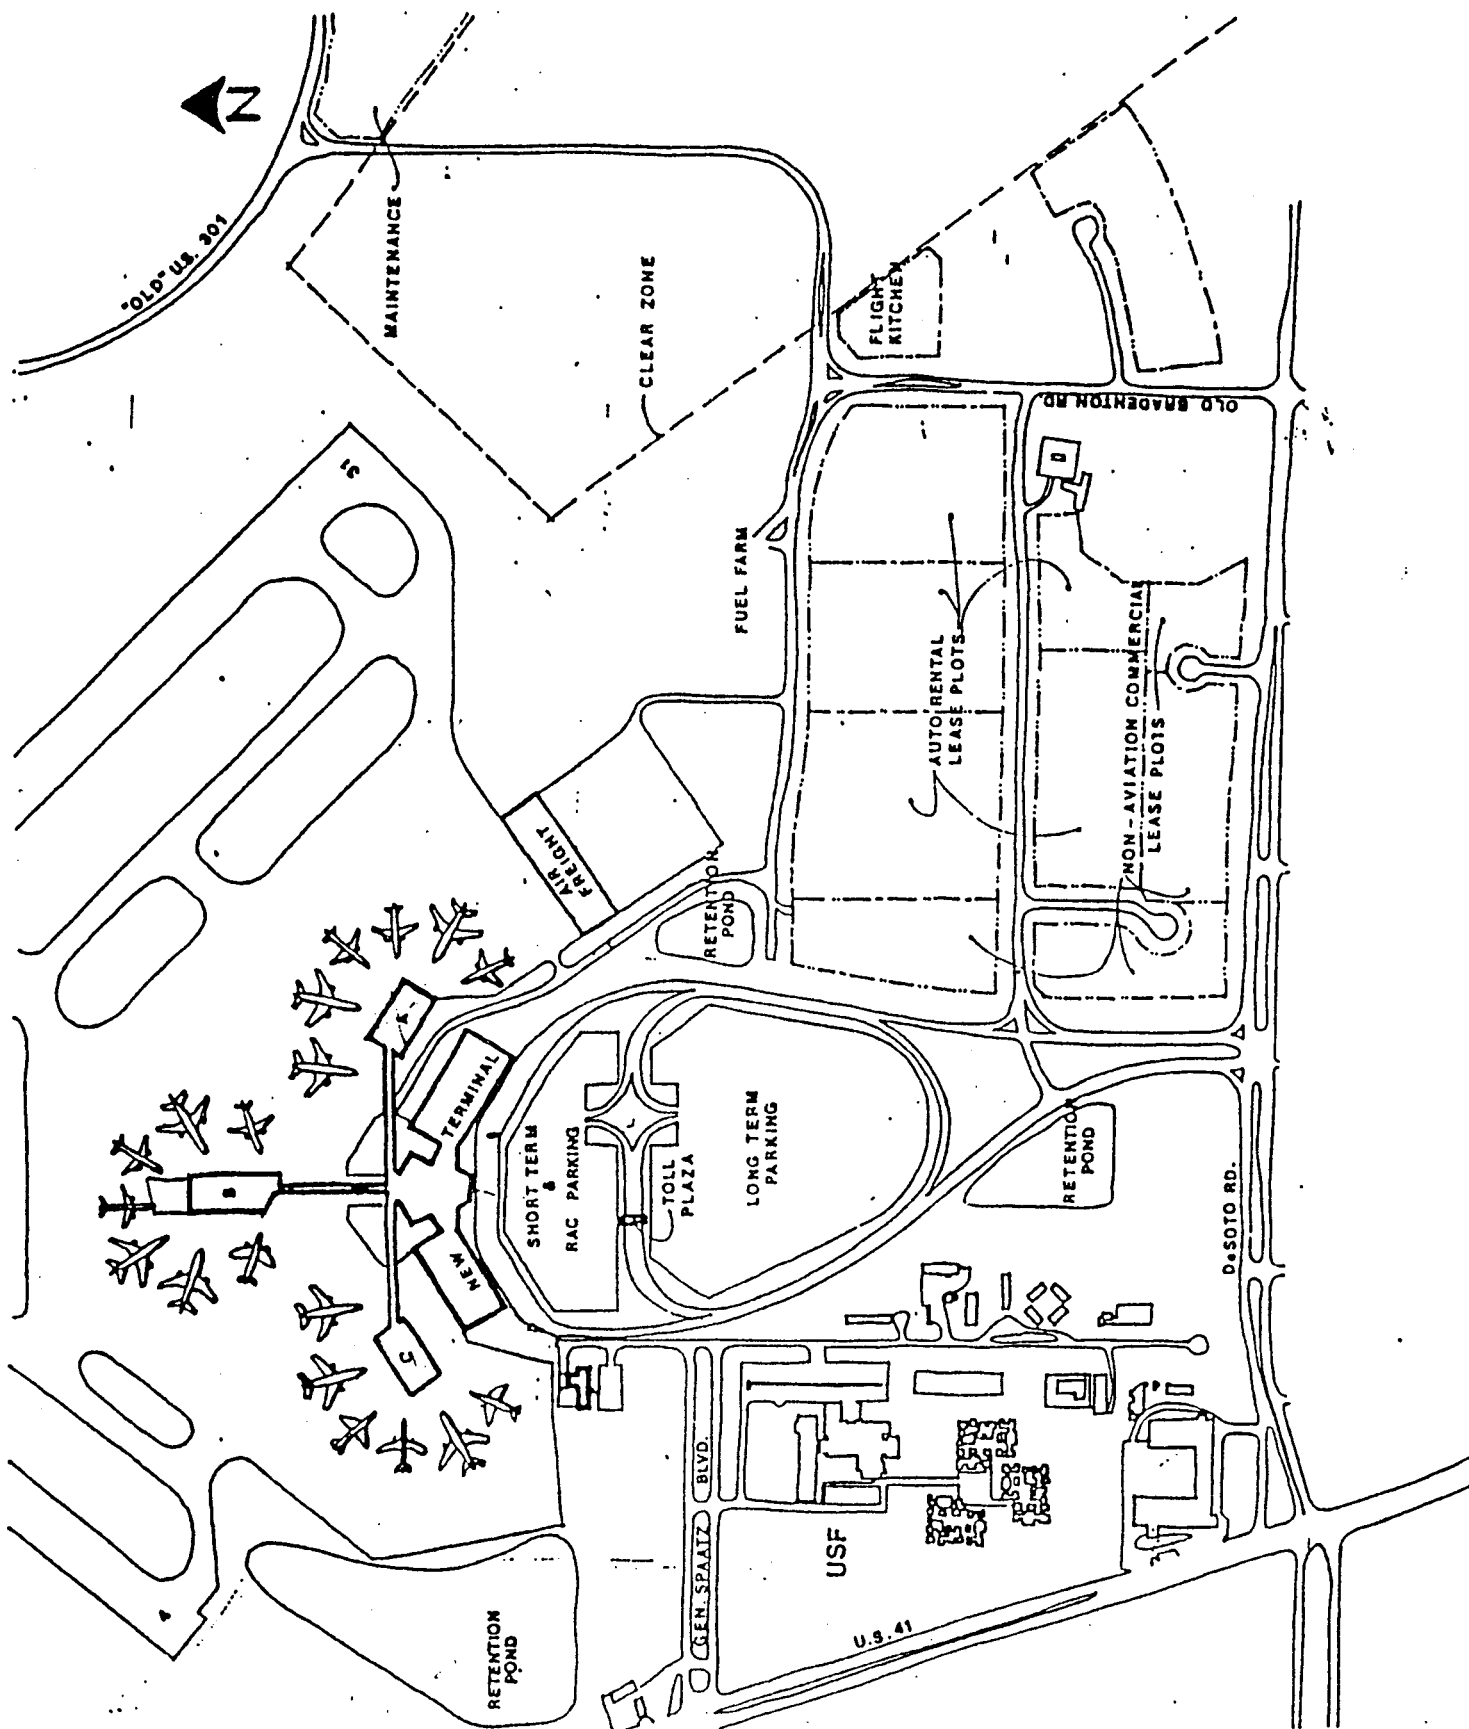 N
"OLD" U.S. 301
MAINTENANCE
CLEAR ZONE
FLIGHT
KITCHEN
OLD BRADENTON RD
31
FUEL FARM
AUTO RENTAL
LEASE PLOTS
NON-AVIATION COMMERCIAL
LEASE PLOTS
AIR
FREIGHT
RETENTION
POND
NEW
TERMINAL
B
SHORT TERM
&
RAC PARKING
TOLL
PLAZA
LONG TERM
PARKING
RETENTION
POND
DeSOTO RD.
GEN. SPAATZ BLVD.
USF
U.S. 41
4
RETENTION
POND